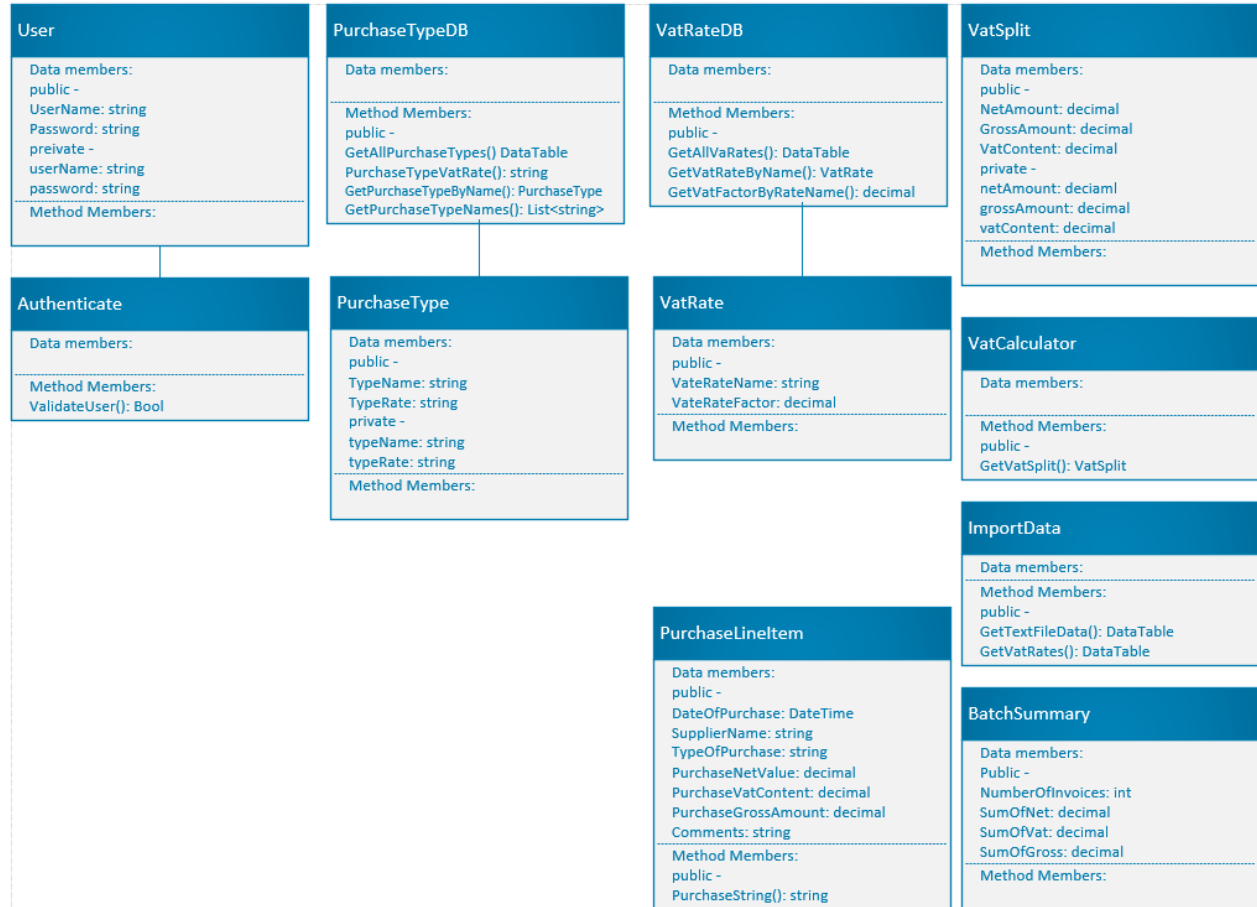 User
Data members:
public -
UserName: string
Password: string
preivate -
userName: string
password: string
Method Members:
Authenticate
Data members:
Method Members:
ValidateUser(): Bool
PurchaseTypeDB
Data members:
Method Members:
public -
GetAllPurchaseTypes() DataTable
PurchaseTypeVatRate(): string
GetPurchaseTypeByName(): PurchaseType
GetPurchaseTypeNames(): List<string>
PurchaseType
Data members:
public -
TypeName: string
TypeRate: string
private -
typeName: string
typeRate: string
Method Members:
VatRateDB
Data members:
Method Members:
public -
GetAllVaRates(): DataTable
GetVatRateByName(): VatRate
GetVatFactorByRateName(): decimal
VatRate
Data members:
public -
VateRateName: string
VateRateFactor: decimal
Method Members:
PurchaseLineItem
Data members:
public -
DateOfPurchase: DateTime
SupplierName: string
TypeOfPurchase: string
PurchaseNetValue: decimal
PurchaseVatContent: decimal
PurchaseGrossAmount: decimal
Comments: string
Method Members:
public -
PurchaseString(): string
VatSplit
Data members:
public -
NetAmount: decimal
GrossAmount: decimal
VatContent: decimal
private -
netAmount: deciaml
grossAmount: decimal
vatContent: decimal
Method Members:
VatCalculator
Data members:
Method Members:
public -
GetVatSplit(): VatSplit
ImportData
Data members:
Method Members:
public -
GetTextFileData(): DataTable
GetVatRates(): DataTable
BatchSummary
Data members:
Public -
NumberOfInvoices: int
SumOfNet: decimal
SumOfVat: decimal
SumOfGross: decimal
Method Members: